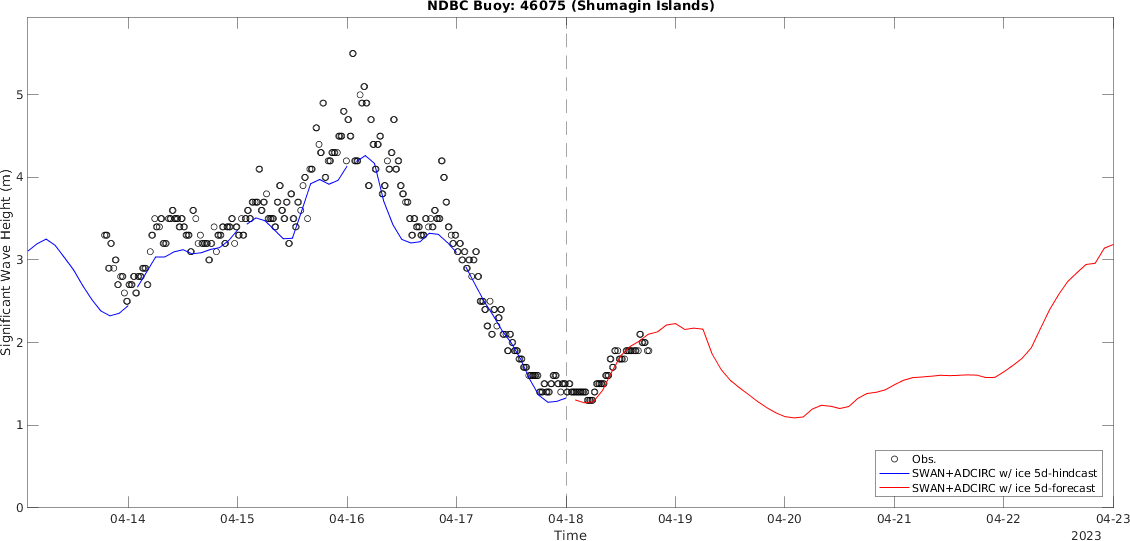 NDBC Buoy: 46075 (Shumagin Islands)
Significant Wave Height (m)
5
4
3
2
1
0
Obs.
SWAN+ADCIRC w/ ice 5d-hindcast
SWAN+ADCIRC w/ ice 5d-forecast
04-14 04-15 04-16 04-17 04-18 04-19 04-20 04-21 04-22 04-23
Time
2023